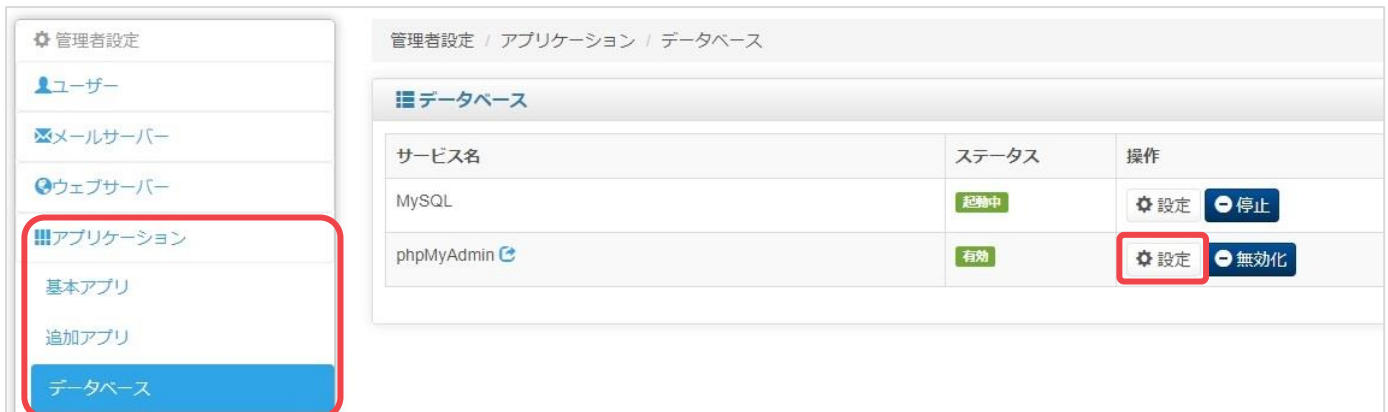 管理者設定
ユーザー
メールサーバー
ウェブサーバー
アプリケーション
基本アプリ
追加アプリ
データベース
管理者設定 / アプリケーション / データベース
データベース
サービス名 ステータス 操作
MySQL 起動中 設定 停止
phpMyAdmin 有効 設定 無効化